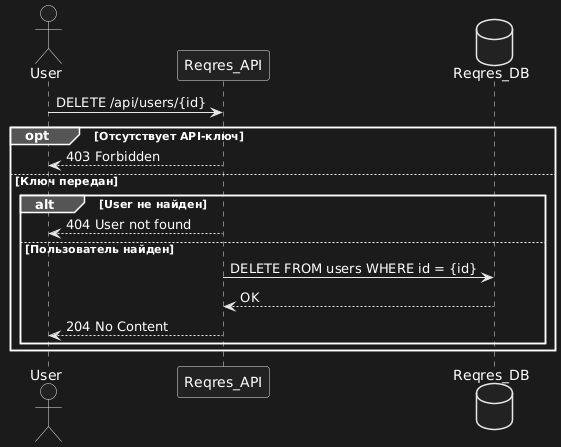 User
Reqres_API
Reqres_DB
DELETE /api/users/{id}
opt [Отсутствует API-ключ]
403 Forbidden
[Ключ передан]
alt [User не найден]
404 User not found
[Пользователь найден]
DELETE FROM users WHERE id = {id}
OK
204 No Content
User
Reqres_API
Reqres_DB